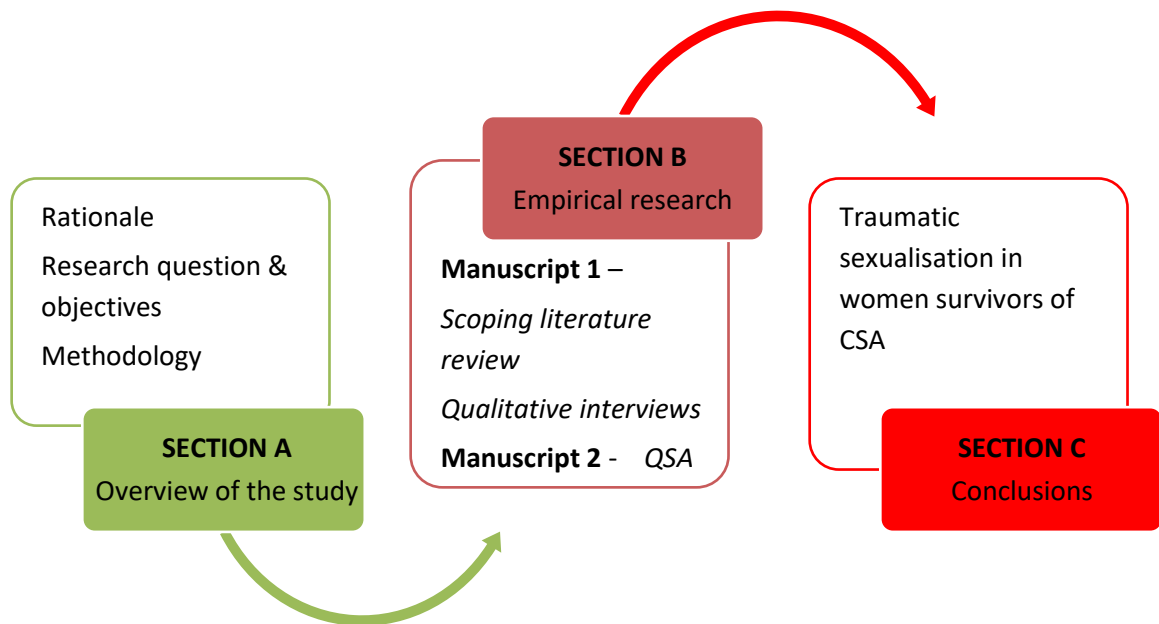 Rationale
Research question &
objectives
Methodology
SECTION A
Overview of the study
SECTION B
Empirical research
Manuscript 1 –
Scoping literature
review
Qualitative interviews
Manuscript 2 - QSA
Traumatic
sexualisation in
women survivors of
CSA
SECTION C
Conclusions